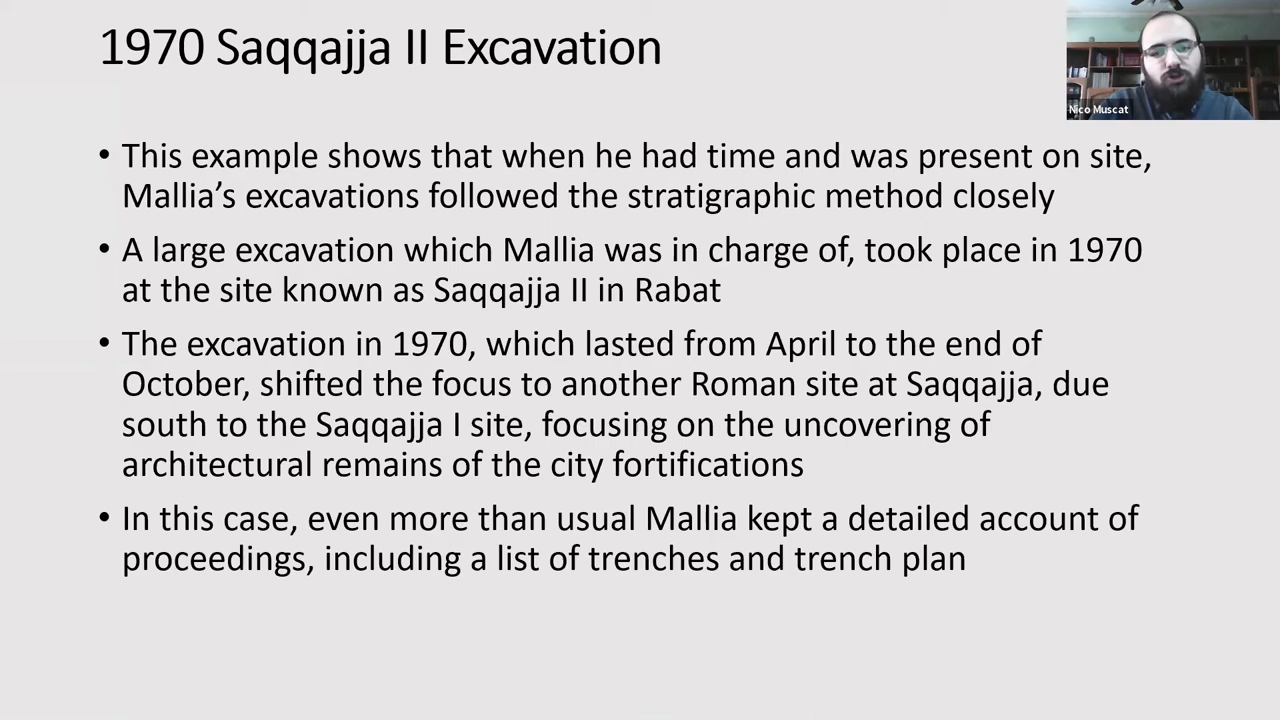 1970 Saqqajja II Excavation
Nico Muscat
• This example shows that when he had time and was present on site,
Mallia’s excavations followed the stratigraphic method closely
• A large excavation which Mallia was in charge of, took place in 1970
at the site known as Saqqajja II in Rabat
• The excavation in 1970, which lasted from April to the end of
October, shifted the focus to another Roman site at Saqqajja, due
south to the Saqqajja I site, focusing on the uncovering of
architectural remains of the city fortifications
• In this case, even more than usual Mallia kept a detailed account of
proceedings, including a list of trenches and trench plan